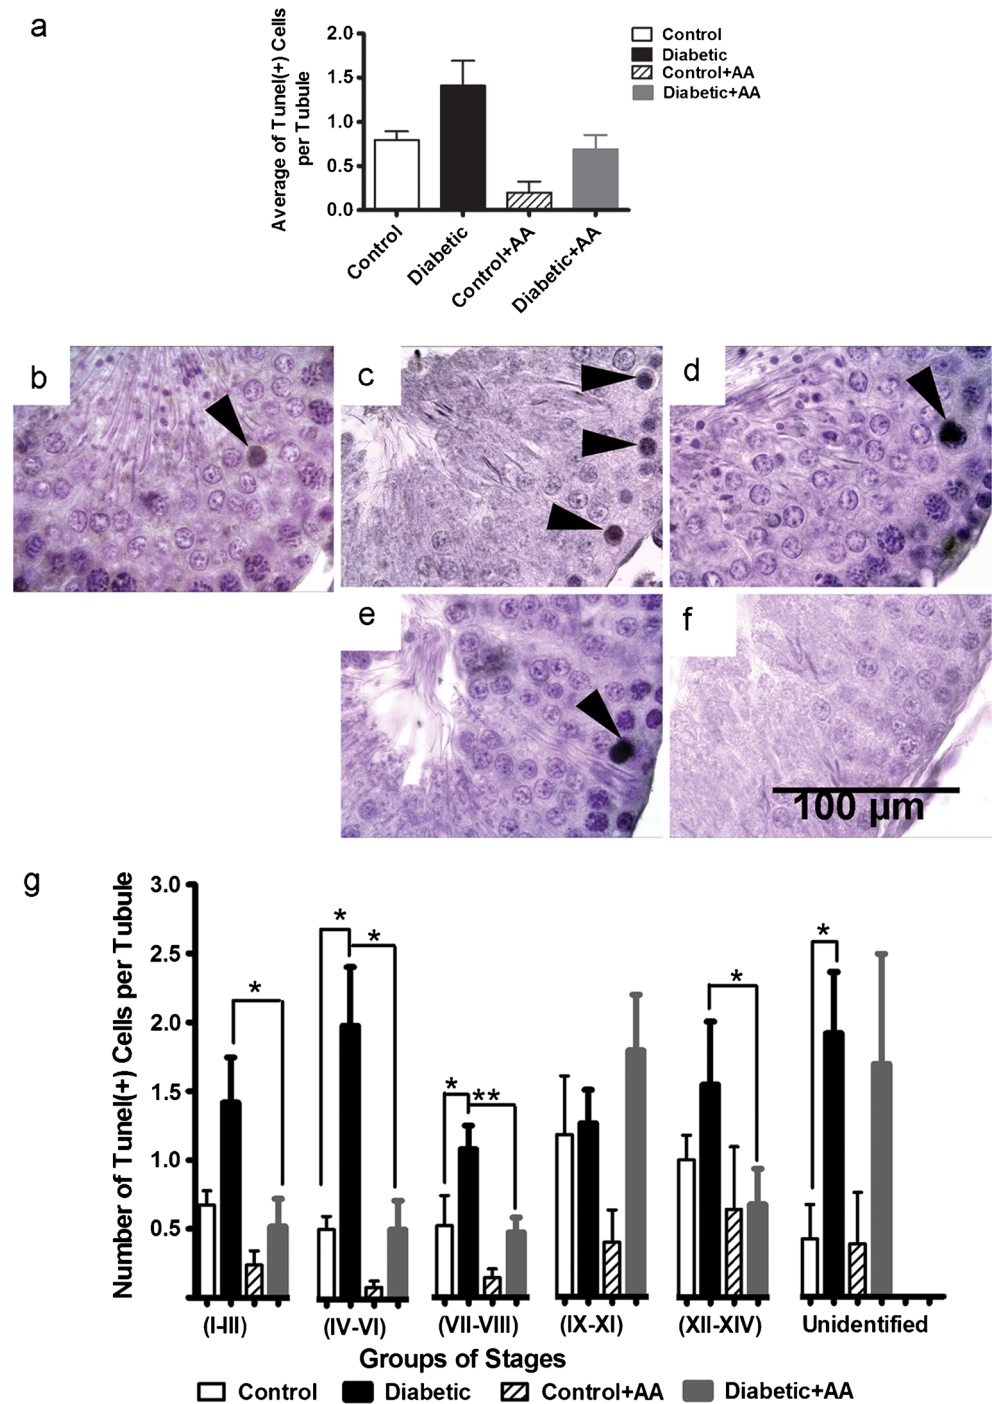 a
Average of Tunel(+) Cells
per Tubule
2.0
1.5
1.0
0.5
0.0
Control
Diabetic
Control+AA
Diabetic+AA
Control
Diabetic
Control+AA
Diabetic+AA
b
c
d
e
f
100 µm
g
Number of Tunel(+) Cells per Tubule
3.0
2.5
2.0
1.5
1.0
0.5
*
*
*
*
**
*
*
(I-III)
(IV-VI)
(VII-VIII)
(IX-XI)
(XII-XIV)
Unidentified
Groups of Stages
Control
Diabetic
Control+AA
Diabetic+AA